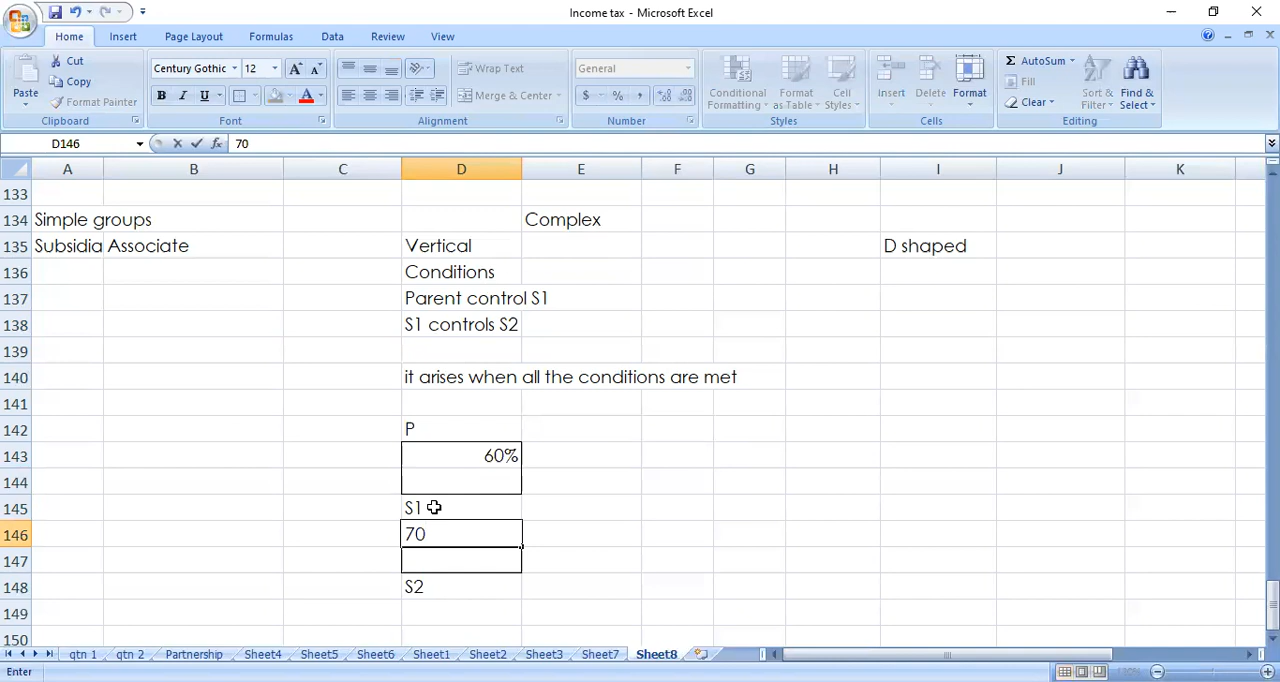 Income tax - Microsoft Excel
Home Insert Page Layout Formulas Data Review View
Paste
Cut
Copy
Format Painter
Clipboard
Century Gothic 12
B I U A
Font
Wrap Text
Merge & Center
Alignment
General
$ % ,
Number
Conditional Formatting
Format as Table
Cell Styles
Styles
Insert
Delete
Format
Cells
AutoSum
Fill
Clear
Sort & Filter
Find & Select
Editing
D146 fx 70
A B C D E F G H I J K
133
134 Simple groups Complex
135 Subsidia Associate Vertical D shaped
136 Conditions
137 Parent control S1
138 S1 controls S2
139
140 it arises when all the conditions are met
141
142 P
143 60%
144
145 S1
146 70
147
148 S2
149
150
qtn 1 qtn 2 Partnership Sheet4 Sheet5 Sheet6 Sheet1 Sheet2 Sheet3 Sheet7 Sheet8
Enter